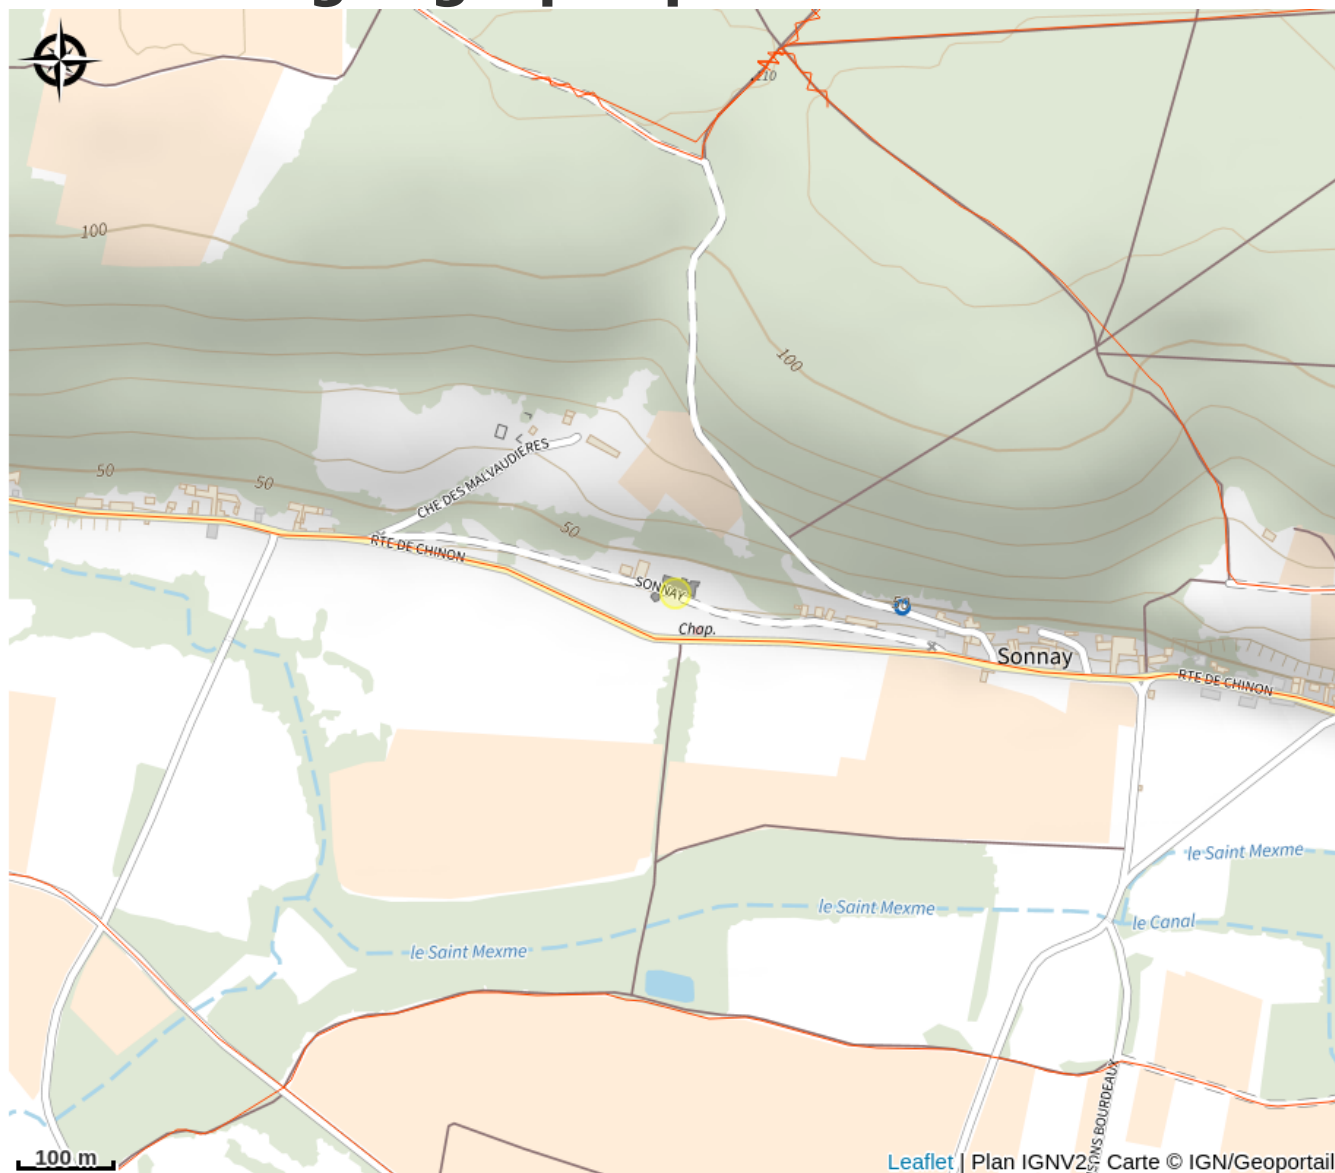 110
100
100
50
50
CHE DES MALVAUDIERES
50
RTE DE CHINON
SONNAY
Chap.
Sonnay
RTE DE CHINON
le Saint Mexme
le Saint Mexme
le Canal
le Saint Mexme
100 m
Leaflet | Plan IGNV2 - Carte © IGN/Geoportail